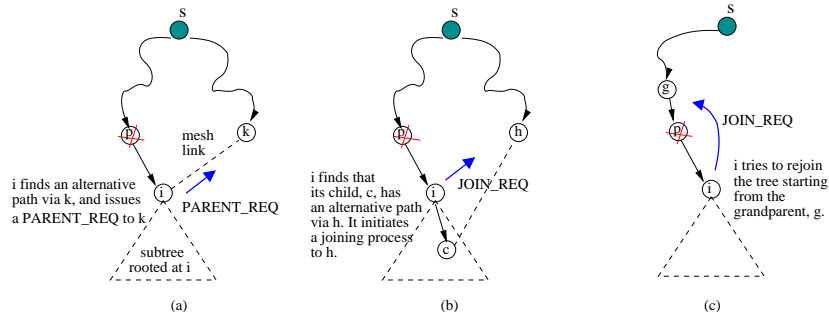 s
p
k
mesh
link
i
i finds an alternative
path via k, and issues
a PARENT_REQ to k
PARENT_REQ
subtree
rooted at i
(a)
s
p
h
i finds that
its child, c, has
an alternative path
via h. It initiates
a joining process
to h.
i
JOIN_REQ
c
(b)
s
g
p
JOIN_REQ
i
i tries to rejoin
the tree starting
from the
grandparent, g.
(c)